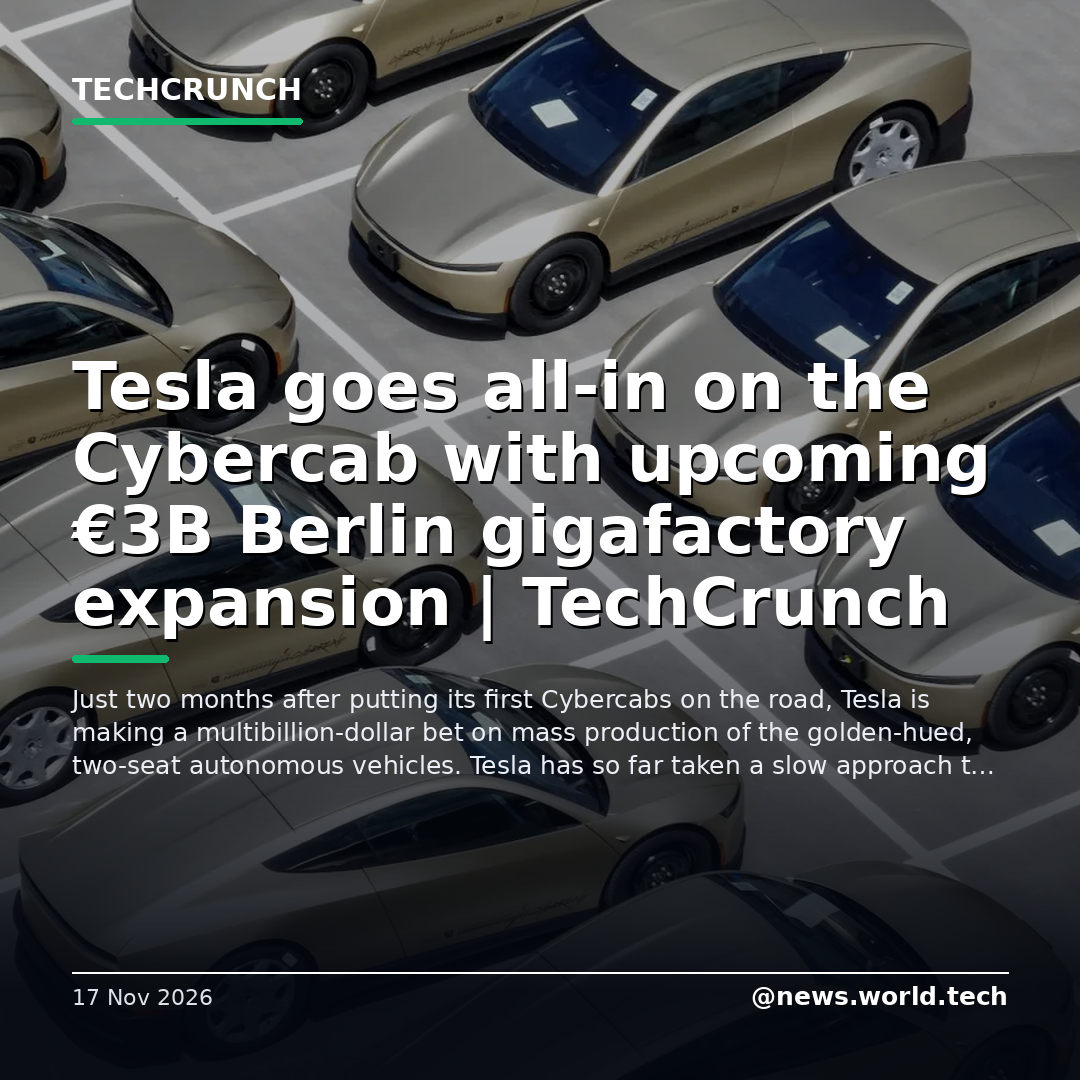 TECHCRUNCH
Tesla goes all-in on the
Cybercab with upcoming
€3B Berlin gigafactory
expansion | TechCrunch
Just two months after putting its first Cybercabs on the road, Tesla is
making a multibillion-dollar bet on mass production of the golden-hued,
two-seat autonomous vehicles. Tesla has so far taken a slow approach t...
17 Nov 2026
@news.world.tech